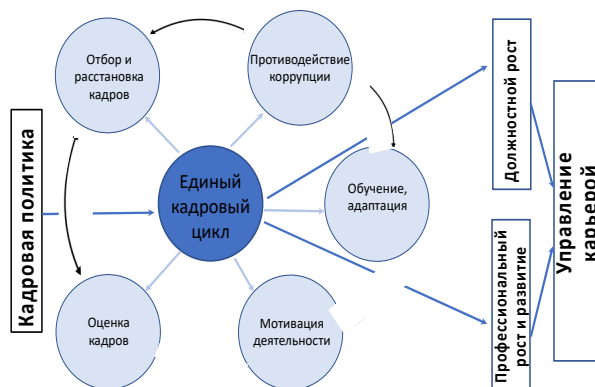 Кадровая политика
Отбор и
расстановка
кадров
Противодействие
коррупции
Единый
кадровый
цикл
Обучение,
адаптация
Оценка
кадров
Мотивация
деятельности
Должностной рост
Профессиональный
рост и развитие
Управление
карьерой